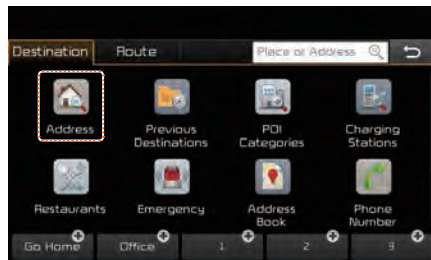 Destination Route Place or Address
Address Previous Destinations POI Categories Charging Stations
Restaurants Emergency Address Book Phone Number
Go Home Office 1 2 3